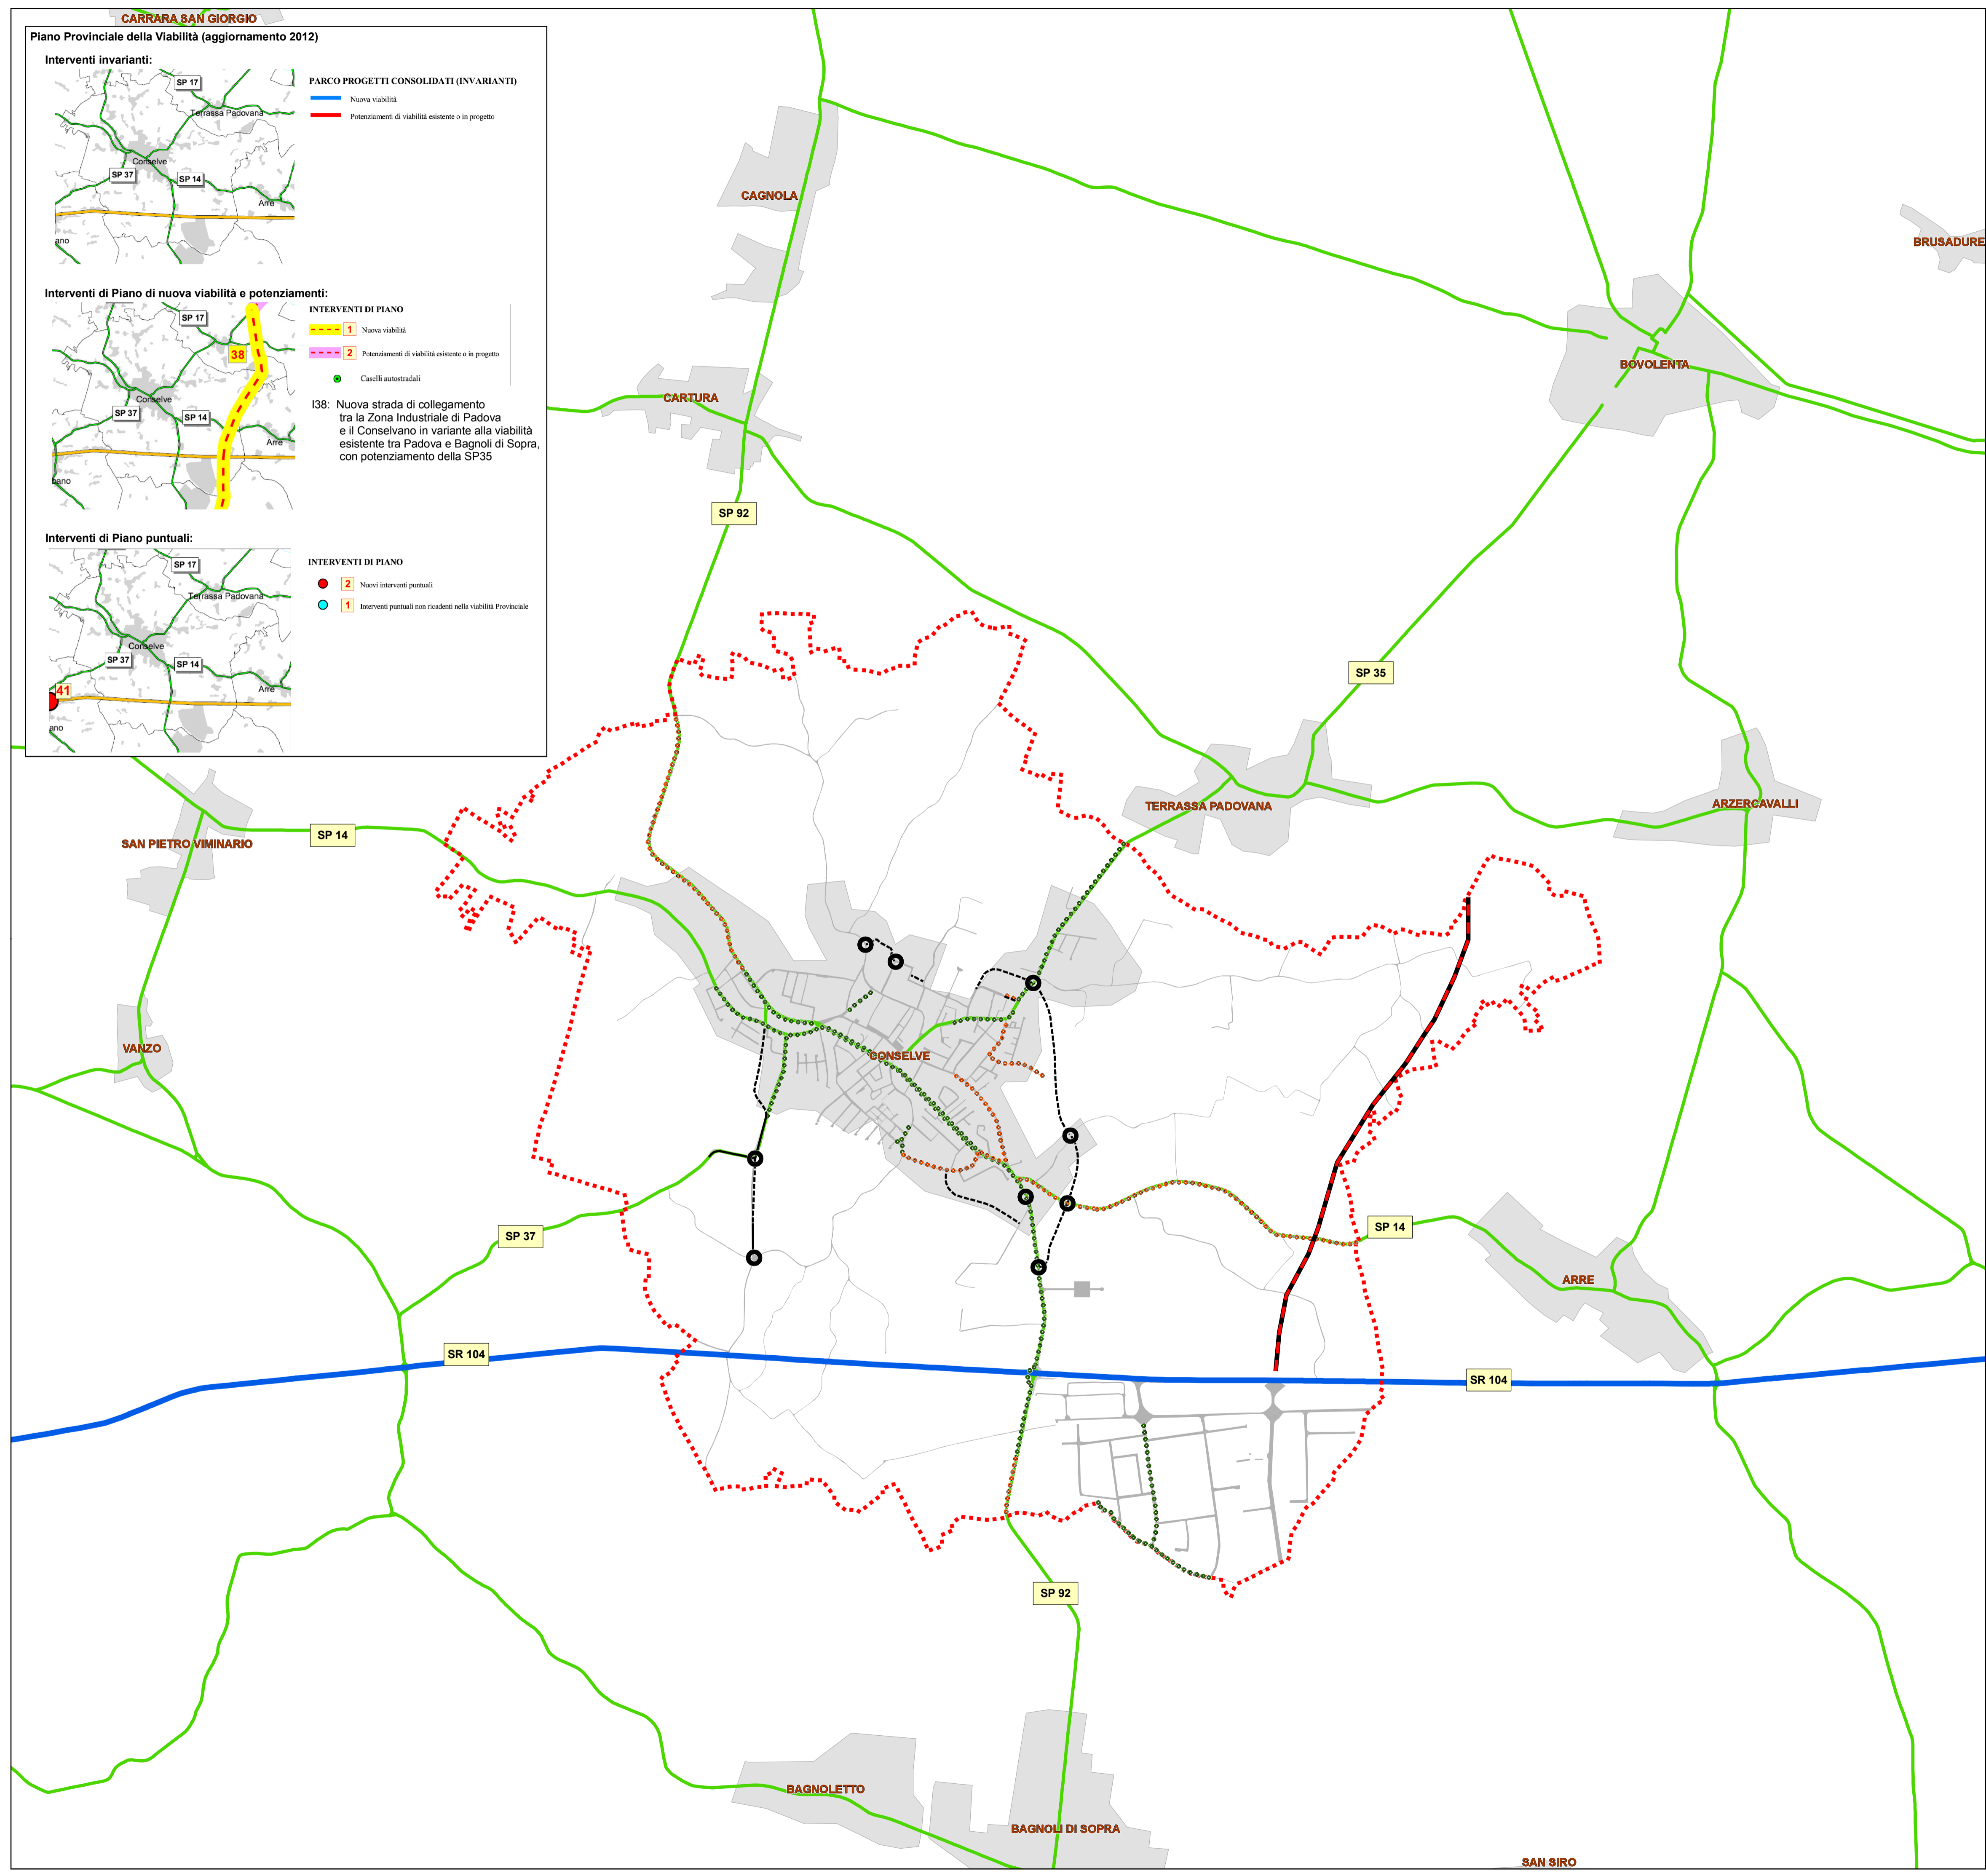 CARRARA SAN GIORGIO
Piano Provinciale della Viabilità (aggiornamento 2012)
Interventi invarianti:
SP 17
Terrassa Padovana
Conselve
SP 37
SP 14
Arre
ano
PARCO PROGETTI CONSOLIDATI (INVARIANTI)
Nuova viabilità
Potenziamenti di viabilità esistente o in progetto
Interventi di Piano di nuova viabilità e potenziamenti:
SP 17
38
Conselve
SP 37
SP 14
Arre
bano
INTERVENTI DI PIANO
1 Nuova viabilità
2 Potenziamenti di viabilità esistente o in progetto
Caselli autostradali
I38: Nuova strada di collegamento
tra la Zona Industriale di Padova
e il Conselvano in variante alla viabilità
esistente tra Padova e Bagnoli di Sopra,
con potenziamento della SP35
Interventi di Piano puntuali:
SP 17
Terrassa Padovana
Conselve
SP 37
SP 14
Arre
41
ano
INTERVENTI DI PIANO
2 Nuovi interventi puntuali
1 Interventi puntuali non ricadenti nella viabilità Provinciale
CAGNOLA
BRUSADURE
BOVOLENTA
CARTURA
SP 92
SP 35
TERRASSA PADOVANA
ARZERCAVALLI
SP 14
SAN PIETRO VIMINARIO
VANZO
CONSELVE
SP 37
SP 14
ARRE
SR 104
SR 104
SP 92
BAGNOLETTO
BAGNOLI DI SOPRA
SAN SIRO